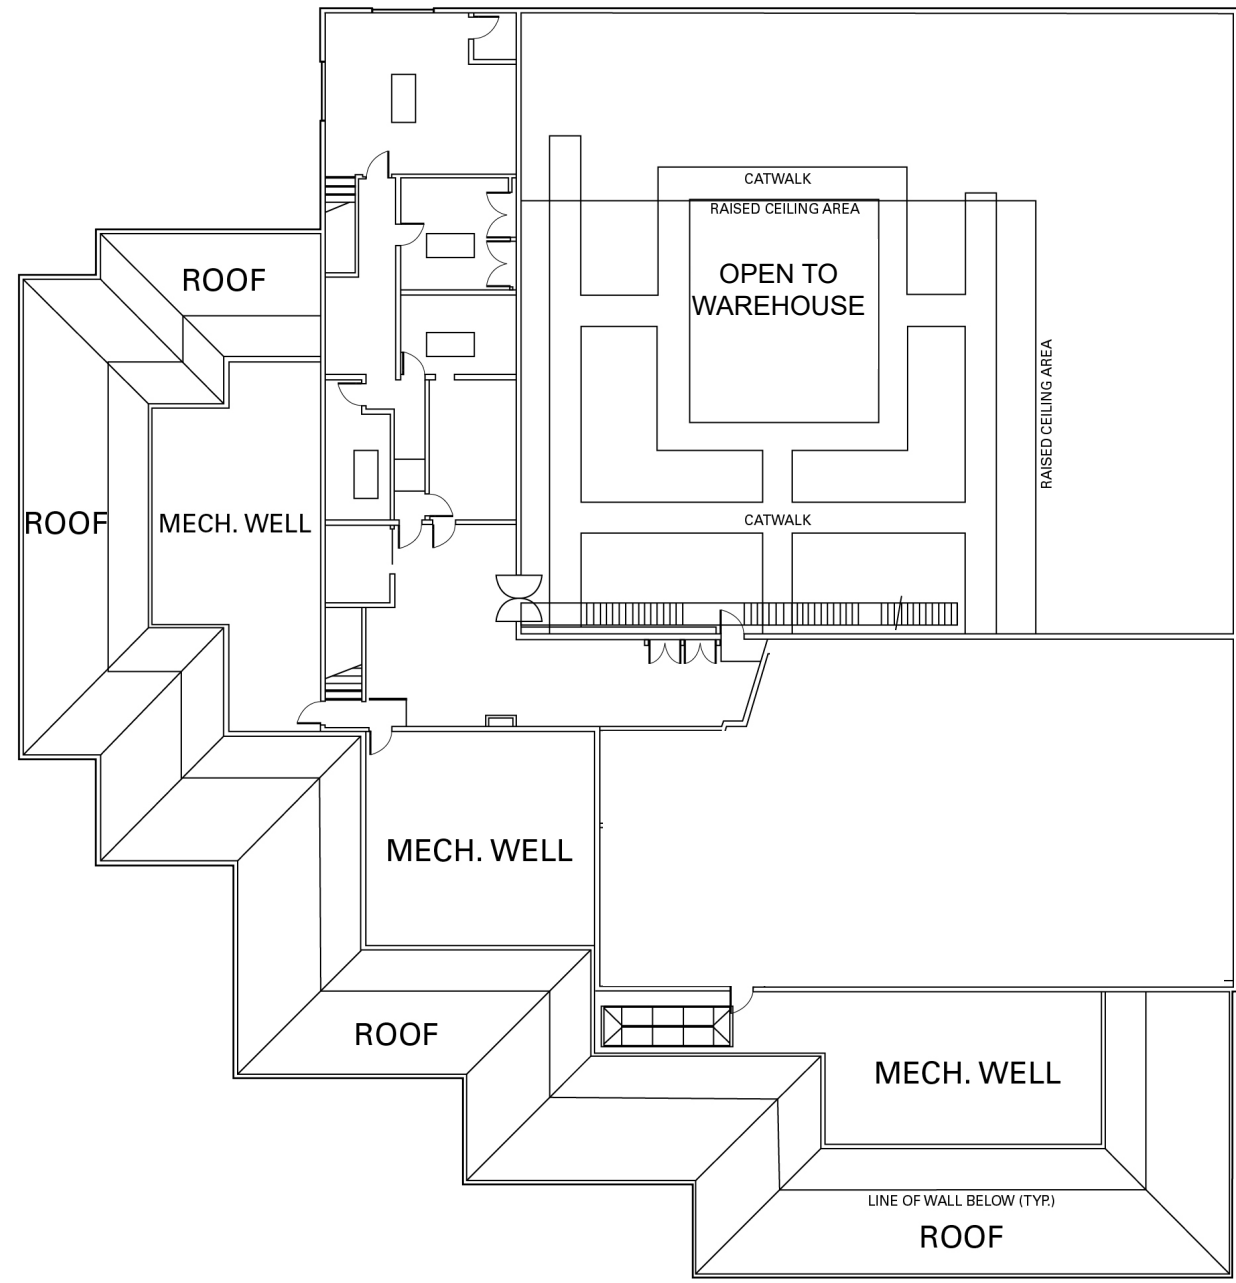 CATWALK
RAISED CEILING AREA
ROOF
OPEN TO
WAREHOUSE
RAISED CEILING AREA
ROOF
MECH. WELL
CATWALK
MECH. WELL
ROOF
MECH. WELL
LINE OF WALL BELOW (TYP.)
ROOF